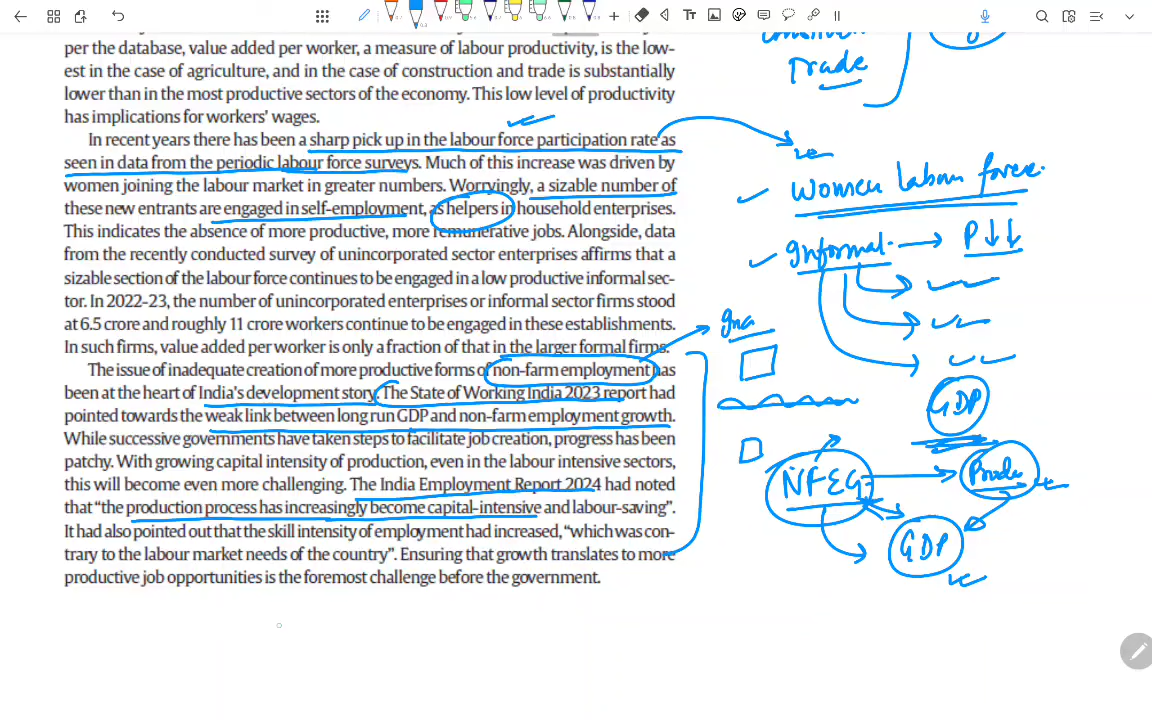 per the database, value added per worker, a measure of labour productivity, is the low-
est in the case of agriculture, and in the case of construction and trade is substantially
lower than in the most productive sectors of the economy. This low level of productivity
has implications for workers' wages.
In recent years there has been a sharp pick up in the labour force participation rate as
seen in data from the periodic labour force surveys. Much of this increase was driven by
women joining the labour market in greater numbers. Worryingly, a sizable number of
these new entrants are engaged in self-employment, as helpers in household enterprises.
This indicates the absence of more productive, more remunerative jobs. Alongside, data
from the recently conducted survey of unincorporated sector enterprises affirms that a
sizable section of the labour force continues to be engaged in a low productive informal sec-
tor. In 2022-23, the number of unincorporated enterprises or informal sector firms stood
at 6.5 crore and roughly 11 crore workers continue to be engaged in these establishments.
In such firms, value added per worker is only a fraction of that in the larger formal firms.
The issue of inadequate creation of more productive forms of non-farm employment has
been at the heart of India's development story. The State of Working India 2023 report had
pointed towards the weak link between long run GDP and non-farm employment growth.
While successive governments have taken steps to facilitate job creation, progress has been
patchy. With growing capital intensity of production, even in the labour intensive sectors,
this will become even more challenging. The India Employment Report 2024 had noted
that “the production process has increasingly become capital-intensive and labour-saving”.
It had also pointed out that the skill intensity of employment had increased, “which was con-
trary to the labour market needs of the country”. Ensuring that growth translates to more
productive job opportunities is the foremost challenge before the government.
Trade
Women labour force.
Informal. P↓↓
GDP
NFEG
GDP